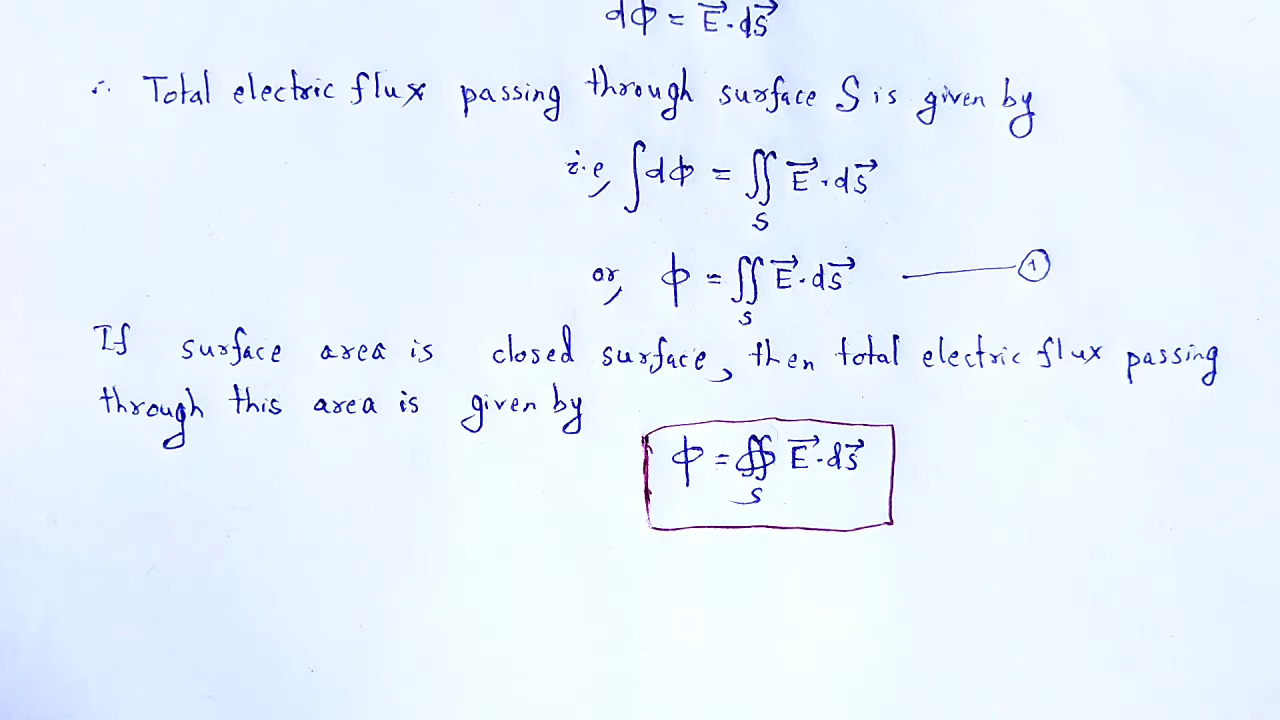 dϕ = E⃗.dS⃗
∴ Total electric flux passing through surface S is given by
i.e, ∫dϕ = ∬ E⃗.dS⃗
S
or, ϕ = ∬ E⃗.dS⃗ —— ①
S
If surface area is closed surface, then total electric flux passing
through this area is given by
ϕ = ∯ E⃗.dS⃗
S